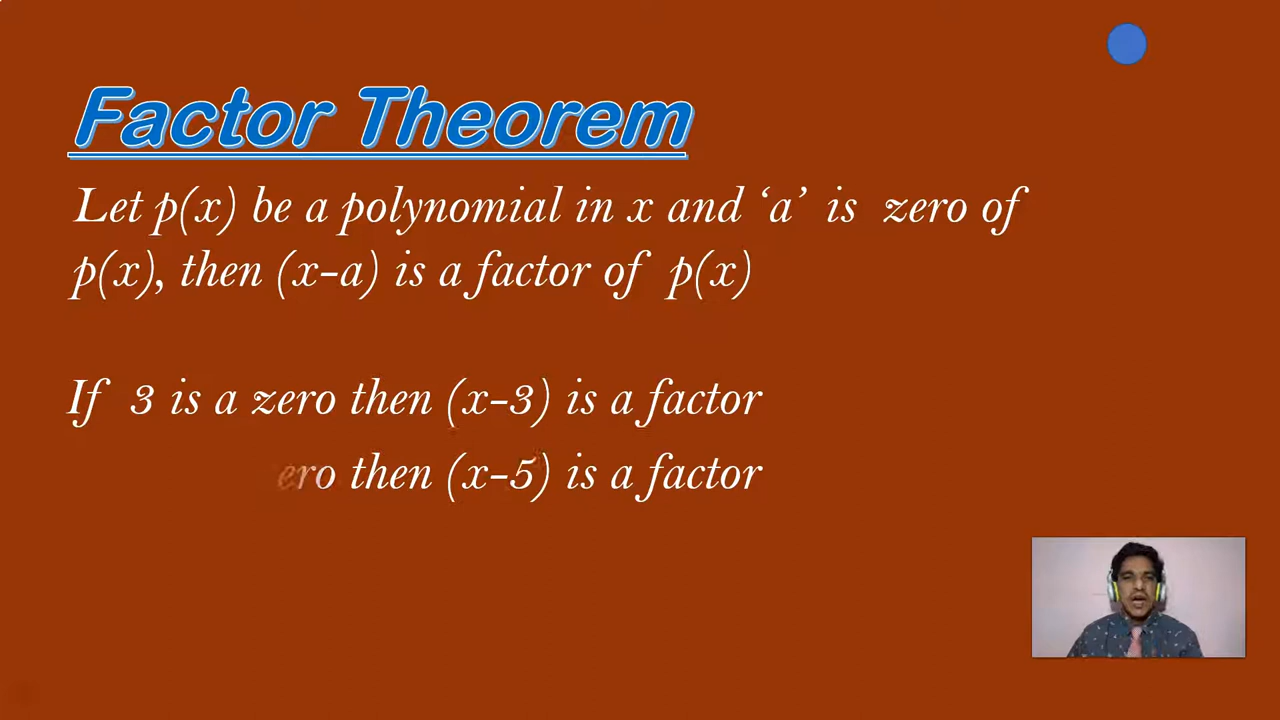 Factor Theorem
Let p(x) be a polynomial in x and ‘a’ is zero of
p(x), then (x-a) is a factor of p(x)
If 3 is a zero then (x-3) is a factor
ero then (x-5) is a factor